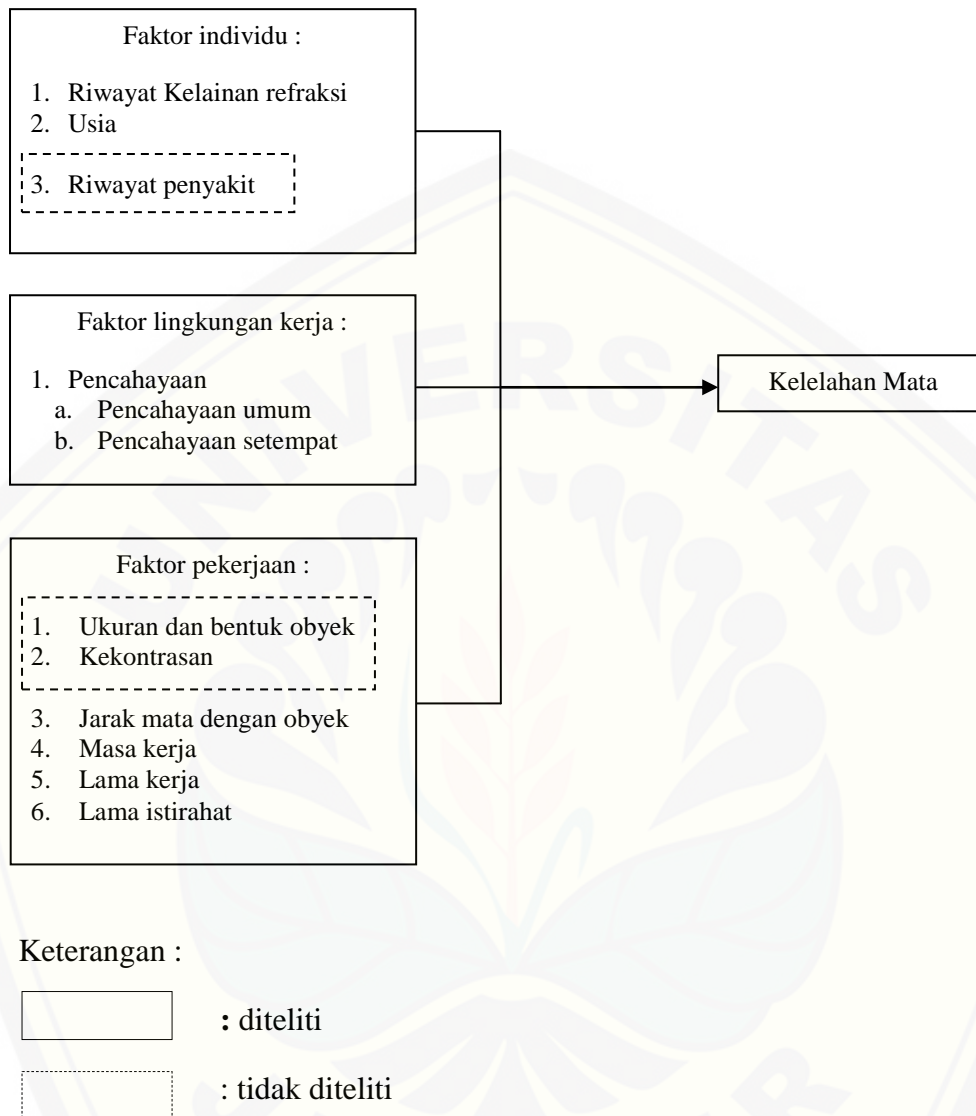 Faktor individu :
1. Riwayat Kelainan refraksi
2. Usia
3. Riwayat penyakit
Faktor lingkungan kerja :
1. Pencahayaan
a. Pencahayaan umum
b. Pencahayaan setempat
Kelelahan Mata
Faktor pekerjaan :
1. Ukuran dan bentuk obyek
2. Kekontrasan
3. Jarak mata dengan obyek
4. Masa kerja
5. Lama kerja
6. Lama istirahat
Keterangan :
: diteliti
: tidak diteliti
UNIVERSITAS